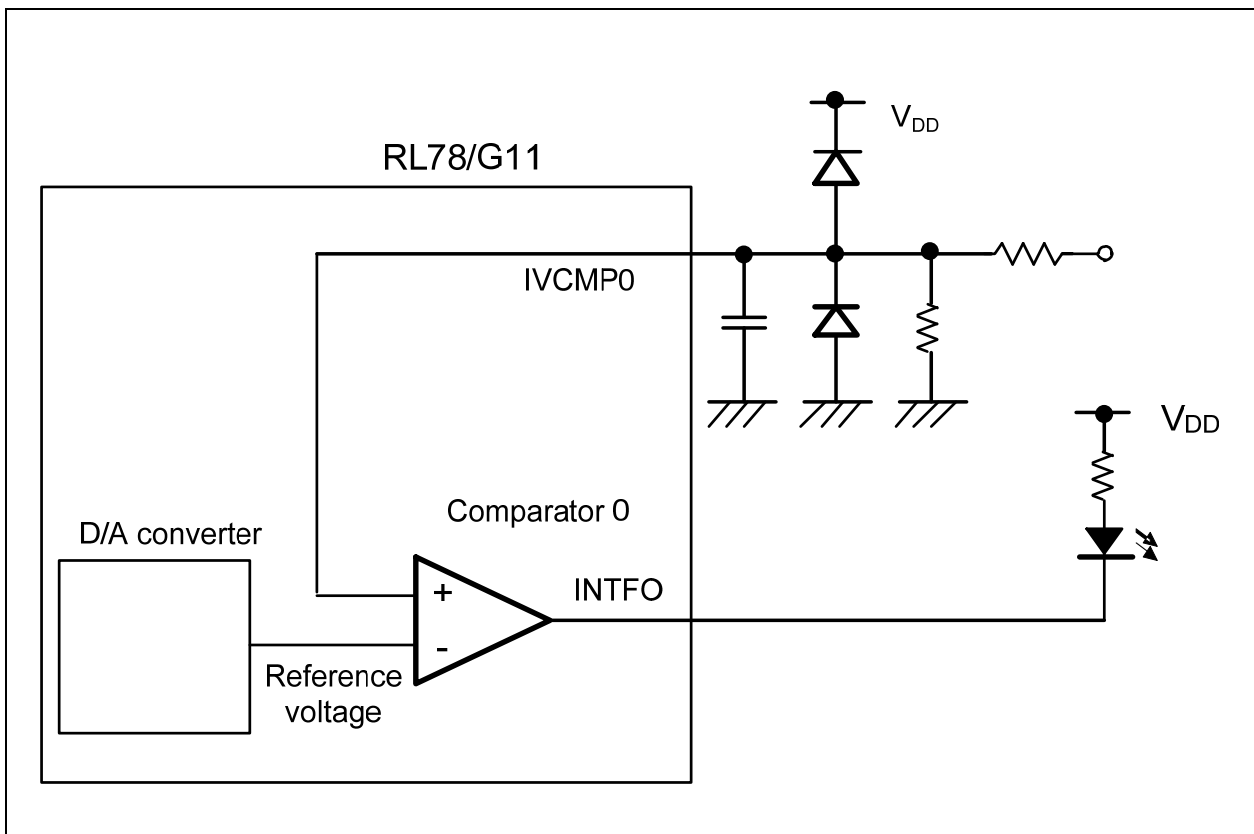 V_DD
RL78/G11
IVCMP0
V_DD
Comparator 0
D/A converter
+
INTFO
-
Reference
voltage